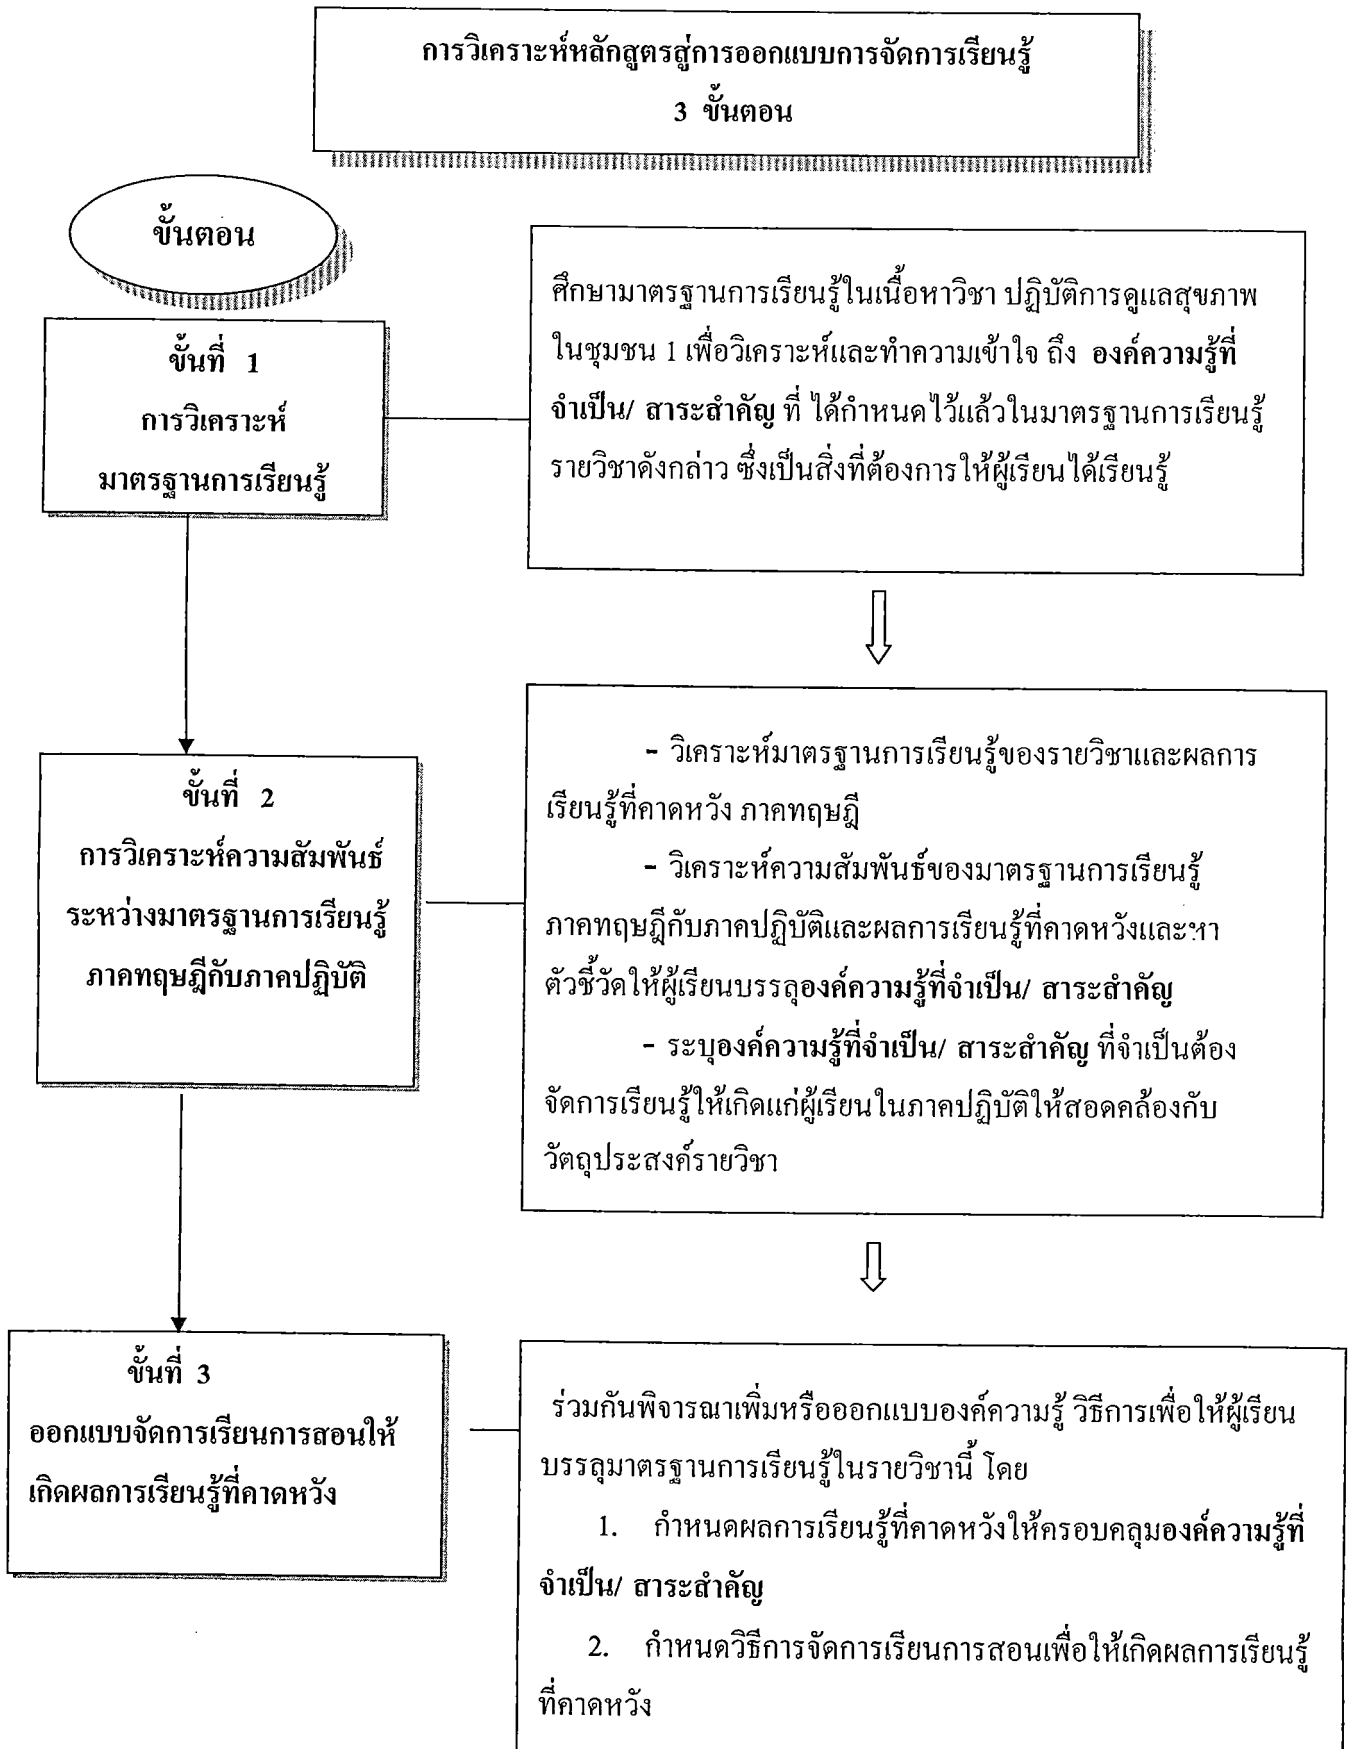 การวิเคราะห์หลักสูตรสู่การออกแบบการจัดการเรียนรู้
3 ขั้นตอน
ขั้นตอน
ขั้นที่ 1
การวิเคราะห์
มาตรฐานการเรียนรู้
ศึกษามาตรฐานการเรียนรู้ในเนื้อหาวิชา ปฏิบัติการดูแลสุขภาพ
ในชุมชน 1 เพื่อวิเคราะห์และทำความเข้าใจ ถึง องค์ความรู้ที่
จำเป็น/ สาระสำคัญ ที่ ได้กำหนดไว้แล้วในมาตรฐานการเรียนรู้
รายวิชาดังกล่าว ซึ่งเป็นสิ่งที่ต้องการให้ผู้เรียนได้เรียนรู้
ขั้นที่ 2
การวิเคราะห์ความสัมพันธ์
ระหว่างมาตรฐานการเรียนรู้
ภาคทฤษฎีกับภาคปฏิบัติ
- วิเคราะห์มาตรฐานการเรียนรู้ของรายวิชาและผลการ
เรียนรู้ที่คาดหวัง ภาคทฤษฎี
- วิเคราะห์ความสัมพันธ์ของมาตรฐานการเรียนรู้
ภาคทฤษฎีกับภาคปฏิบัติและผลการเรียนรู้ที่คาดหวังและหา
ตัวชี้วัดให้ผู้เรียนบรรลุองค์ความรู้ที่จำเป็น/ สาระสำคัญ
- ระบุองค์ความรู้ที่จำเป็น/ สาระสำคัญ ที่จำเป็นต้อง
จัดการเรียนรู้ให้เกิดแก่ผู้เรียนในภาคปฏิบัติให้สอดคล้องกับ
วัตถุประสงค์รายวิชา
ขั้นที่ 3
ออกแบบจัดการเรียนการสอนให้
เกิดผลการเรียนรู้ที่คาดหวัง
ร่วมกันพิจารณาเพิ่มหรือออกแบบองค์ความรู้ วิธีการเพื่อให้ผู้เรียน
บรรลุมาตรฐานการเรียนรู้ในรายวิชานี้ โดย
1. กำหนดผลการเรียนรู้ที่คาดหวังให้ครอบคลุมองค์ความรู้ที่
จำเป็น/ สาระสำคัญ
2. กำหนดวิธีการจัดการเรียนการสอนเพื่อให้เกิดผลการเรียนรู้
ที่คาดหวัง